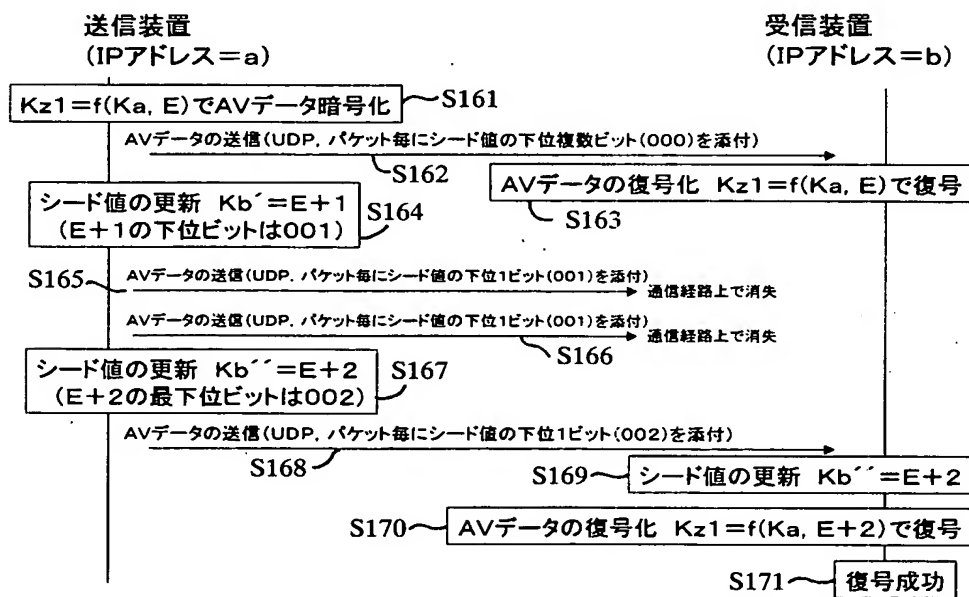 送信装置
(IPアドレス=a)
受信装置
(IPアドレス=b)
Kz1=f(Ka, E)でAVデータ暗号化
S161
AVデータの送信(UDP, パケット毎にシード値の下位複数ビット(000)を添付)
S162
AVデータの復号化 Kz1=f(Ka, E)で復号
S163
シード値の更新 Kb´=E+1
(E+1の下位ビットは001)
S164
S165
AVデータの送信(UDP, パケット毎にシード値の下位1ビット(001)を添付)
通信経路上で消失
AVデータの送信(UDP, パケット毎にシード値の下位1ビット(001)を添付)
通信経路上で消失
S166
シード値の更新 Kb´´=E+2
(E+2の最下位ビットは002)
S167
AVデータの送信(UDP, パケット毎にシード値の下位1ビット(002)を添付)
S168
S169
シード値の更新 Kb´´=E+2
S170
AVデータの復号化 Kz1=f(Ka, E+2)で復号
S171
復号成功